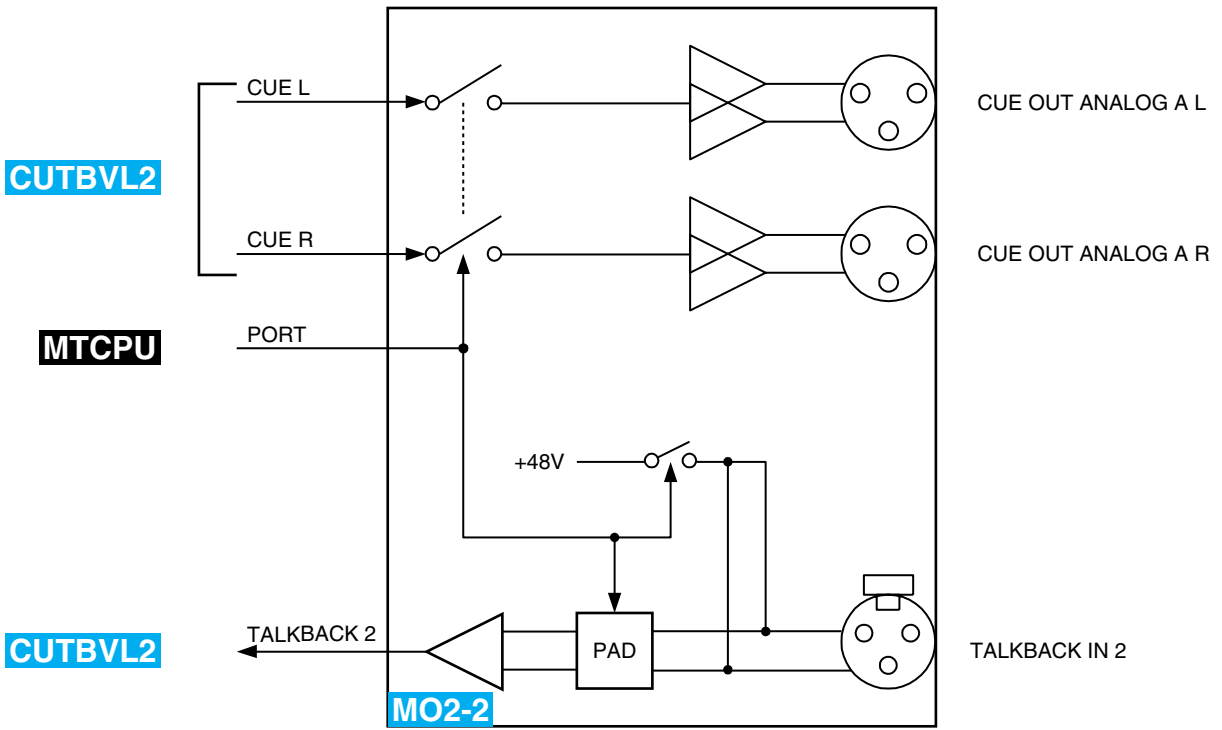 CUE L
CUE OUT ANALOG A L
CUTBVL2
CUE R
CUE OUT ANALOG A R
PORT
MTCPU
+48V
TALKBACK 2
CUTBVL2
PAD
TALKBACK IN 2
MO2-2